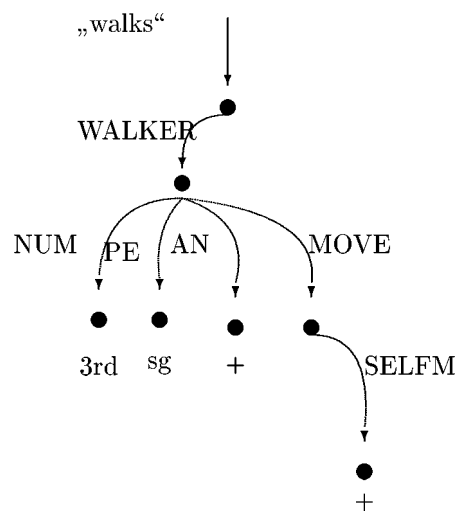 „walks“
WALKER
NUM PE AN MOVE
3rd sg + SELFM
+